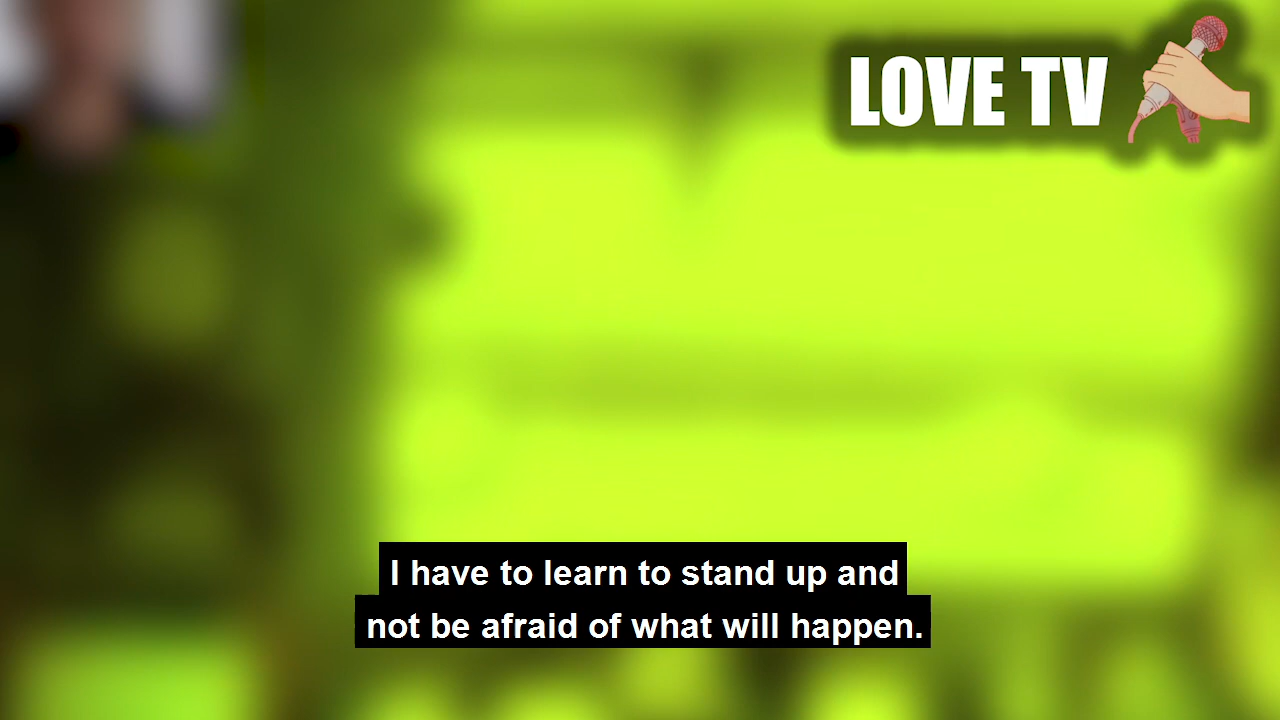 LOVE TV
I have to learn to stand up and
not be afraid of what will happen.